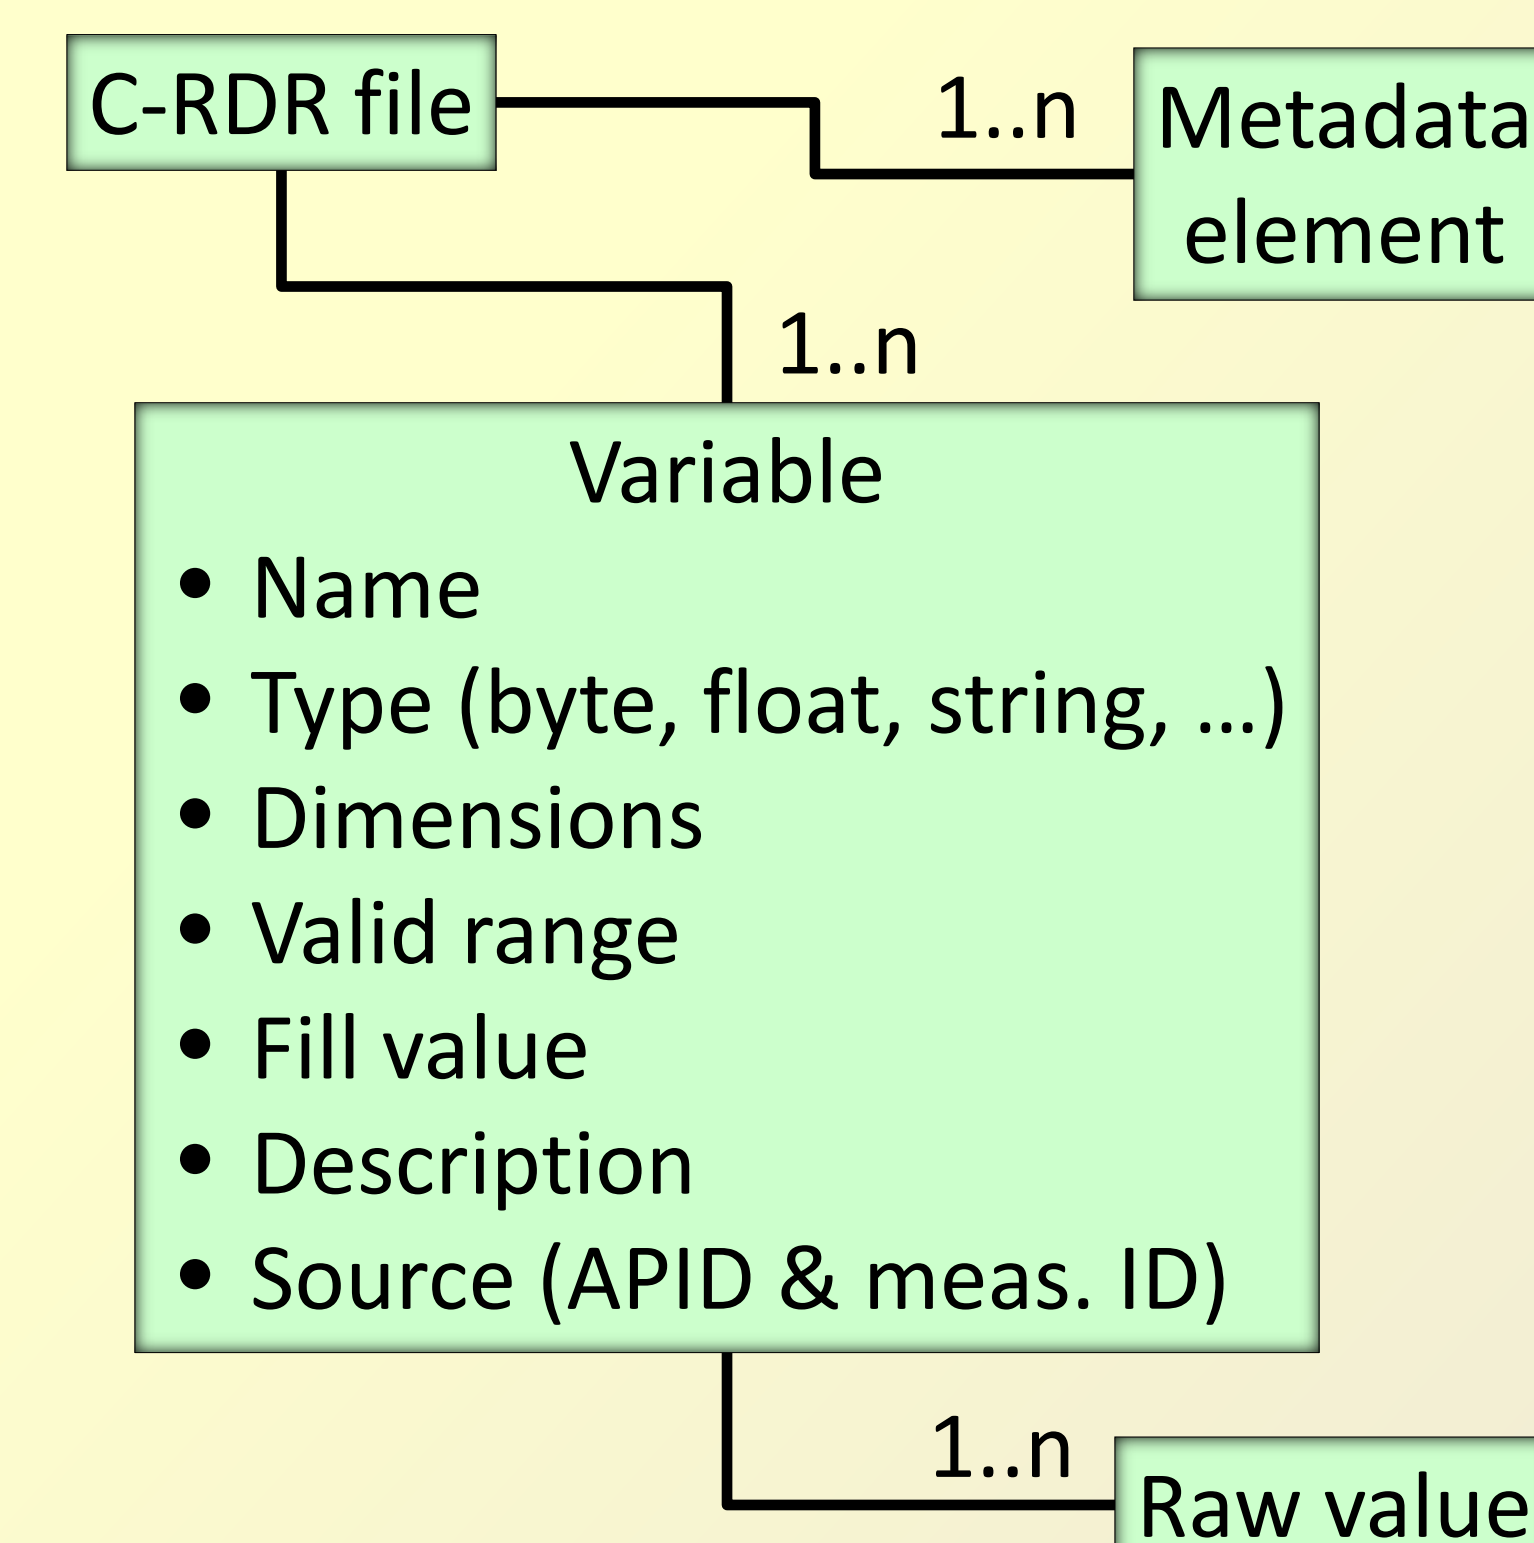 C-RDR file
1..n
Metadata
element
1..n
Variable
• Name
• Type (byte, float, string, ...)
• Dimensions
• Valid range
• Fill value
• Description
• Source (APID & meas. ID)
1..n
Raw value